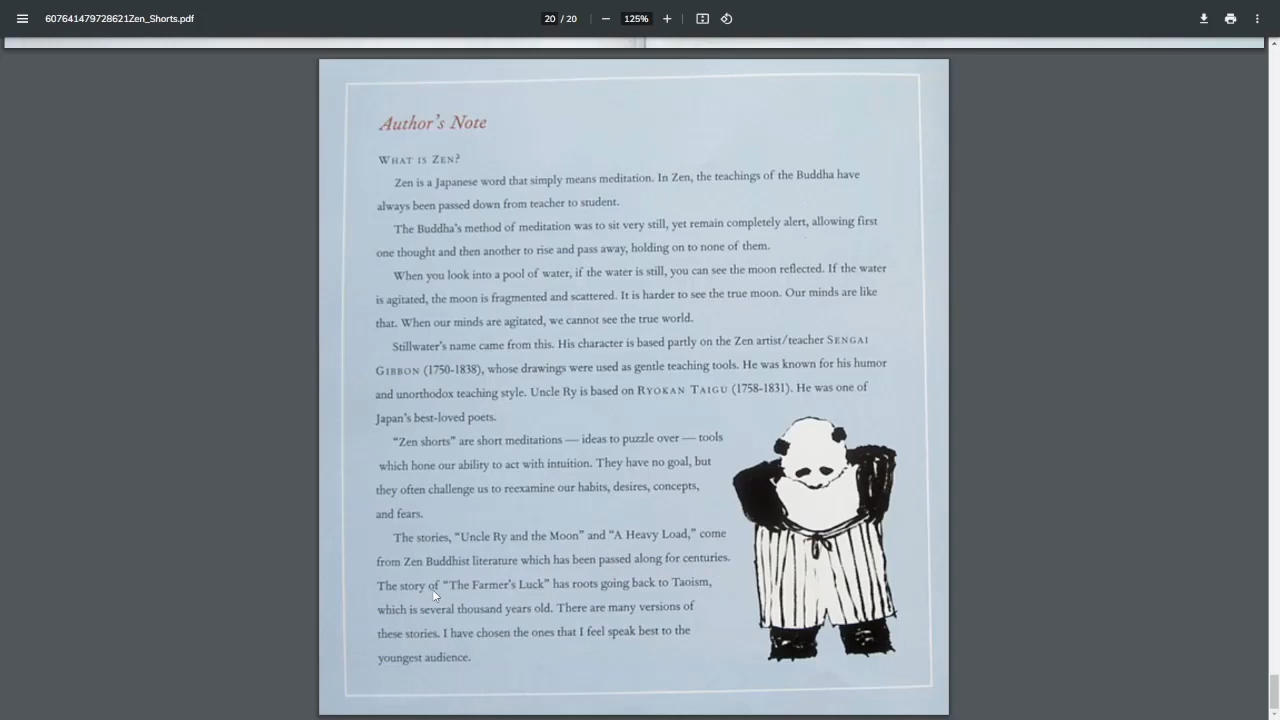 607641479728621Zen_Shorts.pdf
20 / 20
125%
Author's Note
WHAT IS ZEN?
Zen is a Japanese word that simply means meditation. In Zen, the teachings of the Buddha have
always been passed down from teacher to student.
The Buddha's method of meditation was to sit very still, yet remain completely alert, allowing first
one thought and then another to rise and pass away, holding on to none of them.
When you look into a pool of water, if the water is still, you can see the moon reflected. If the water
is agitated, the moon is fragmented and scattered. It is harder to see the true moon. Our minds are like
that. When our minds are agitated, we cannot see the true world.
Stillwater's name came from this. His character is based partly on the Zen artist/teacher SENGAI
GIBBON (1750-1838), whose drawings were used as gentle teaching tools. He was known for his humor
and unorthodox teaching style. Uncle Ry is based on RYOKAN TAIGU (1758-1831). He was one of
Japan's best-loved poets.
"Zen shorts" are short meditations — ideas to puzzle over — tools
which hone our ability to act with intuition. They have no goal, but
they often challenge us to reexamine our habits, desires, concepts,
and fears.
The stories, "Uncle Ry and the Moon" and "A Heavy Load," come
from Zen Buddhist literature which has been passed along for centuries.
The story of "The Farmer's Luck" has roots going back to Taoism,
which is several thousand years old. There are many versions of
these stories. I have chosen the ones that I feel speak best to the
youngest audience.